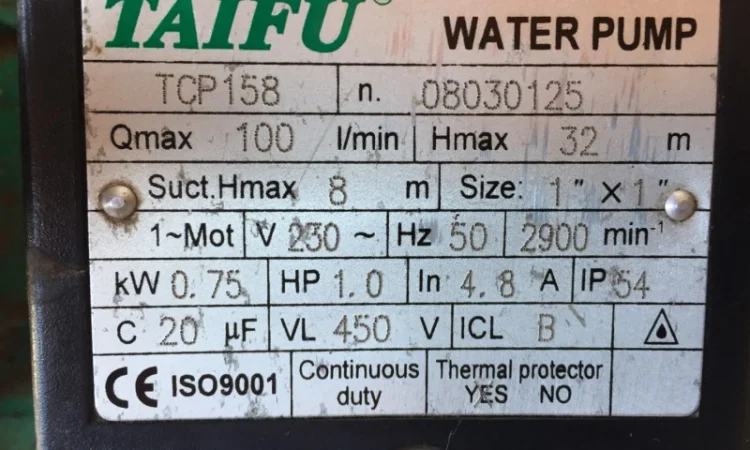 TAIFU® WATER PUMP
TCP158 n. 08030125
Qmax 100 l/min Hmax 32 m
Suct.Hmax 8 m Size: 1" X 1"
1~Mot V 230 ~ Hz 50 2900 min⁻¹
kW 0.75 HP 1.0 In 4.8 A IP 54
C 20 µF VL 450 V ICL B
CE ISO9001 Continuous duty Thermal protector YES NO